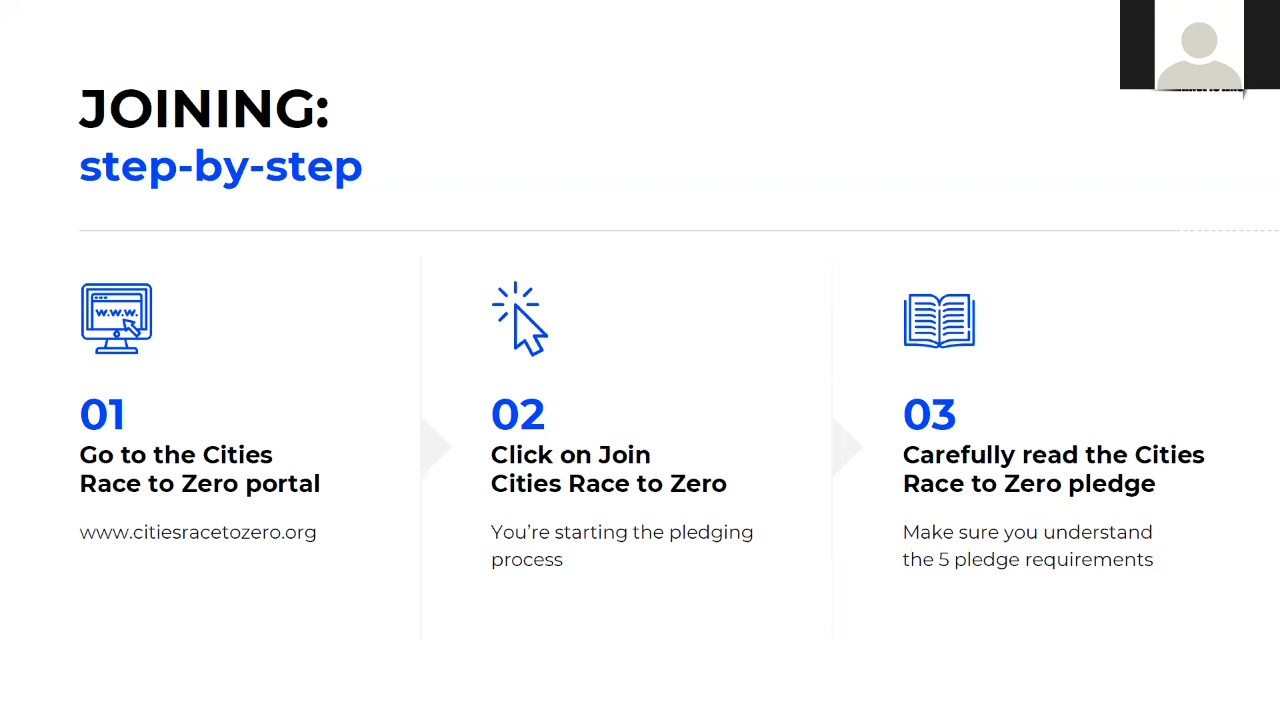 JOINING:
step-by-step
w.w.w.
01
Go to the Cities
Race to Zero portal
www.citiesracetozero.org
02
Click on Join
Cities Race to Zero
You’re starting the pledging
process
03
Carefully read the Cities
Race to Zero pledge
Make sure you understand
the 5 pledge requirements